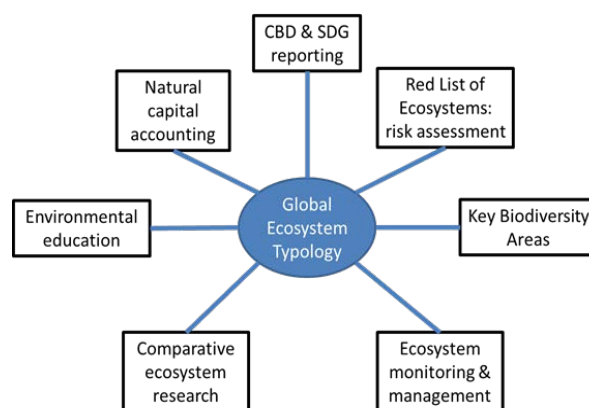 CBD & SDG
reporting
Natural
capital
accounting
Red List of
Ecosystems:
risk assessment
Environmental
education
Global
Ecosystem
Typology
Key Biodiversity
Areas
Comparative
ecosystem
research
Ecosystem
monitoring &
management